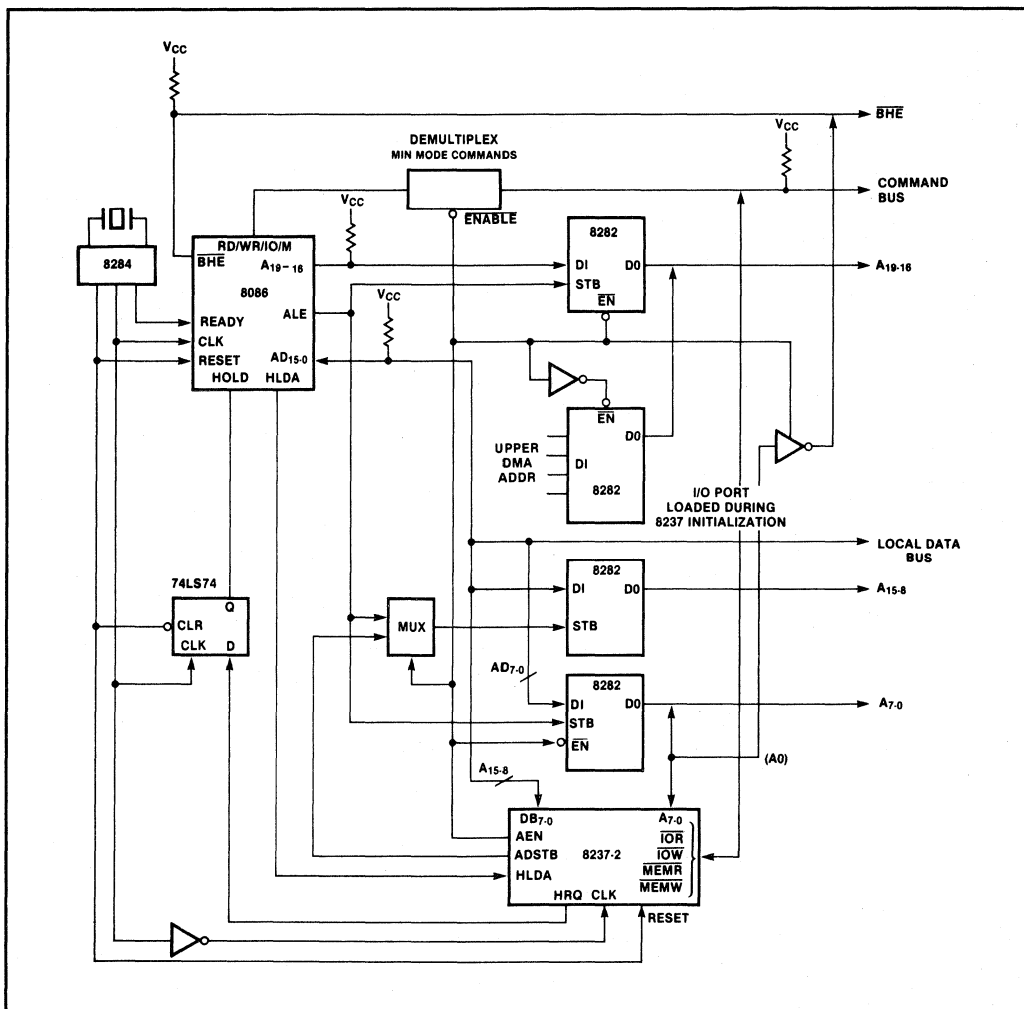 VCC
BHE
DEMULTIPLEX
MIN MODE COMMANDS
VCC
COMMAND
BUS
VCC
ENABLE
8284
RD/WR/IO/M
BHE
A19-16
8086
ALE
READY
CLK
RESET
AD15-0
HOLD HLDA
VCC
8282
DI
D0
STB
EN
A19-16
EN
D0
UPPER
DMA
ADDR
DI
8282
I/O PORT
LOADED DURING
8237 INITIALIZATION
LOCAL DATA
BUS
74LS74
Q
CLR
CLK D
MUX
8282
DI
D0
STB
A15-8
AD7-0
8282
DI
D0
STB
EN
A7-0
(A0)
A15-8
DB7-0
A7-0
AEN
ADSTB
8237-2
HLDA
IOR
IOW
MEMR
MEMW
HRQ CLK
RESET